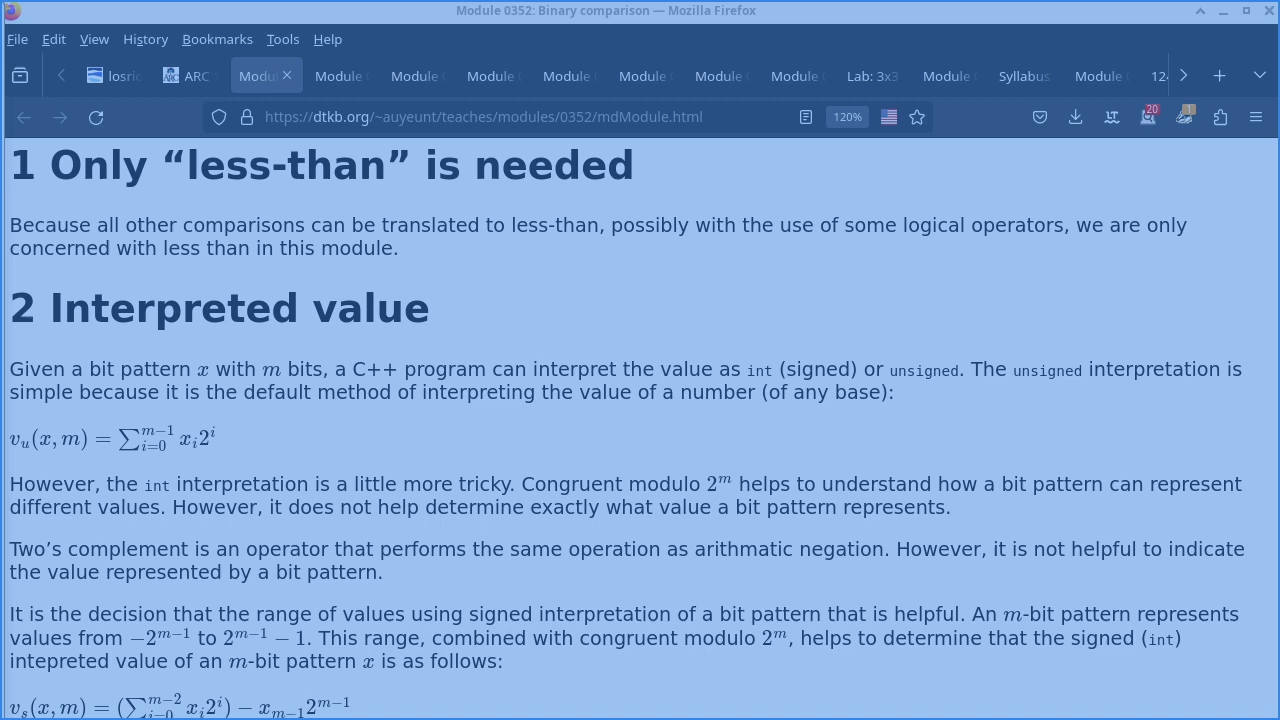 Module 0352: Binary comparison — Mozilla Firefox
File Edit View History Bookmarks Tools Help
losri ARC Modu Module Module Module Module Module Module Module Lab: 3x3 Module Syllabus Module 124
https://dtkb.org/~auyeunt/teaches/modules/0352/mdModule.html 120% LT 20 1
1 Only “less-than” is needed
Because all other comparisons can be translated to less-than, possibly with the use of some logical operators, we are only
concerned with less than in this module.
2 Interpreted value
Given a bit pattern x with m bits, a C++ program can interpret the value as int (signed) or unsigned. The unsigned interpretation is
simple because it is the default method of interpreting the value of a number (of any base):
v_u(x, m) = ∑_{i=0}^{m−1} x_i 2^i
However, the int interpretation is a little more tricky. Congruent modulo 2^m helps to understand how a bit pattern can represent
different values. However, it does not help determine exactly what value a bit pattern represents.
Two’s complement is an operator that performs the same operation as arithmatic negation. However, it is not helpful to indicate
the value represented by a bit pattern.
It is the decision that the range of values using signed interpretation of a bit pattern that is helpful. An m-bit pattern represents
values from −2^{m−1} to 2^{m−1} − 1. This range, combined with congruent modulo 2^m, helps to determine that the signed (int)
intepreted value of an m-bit pattern x is as follows:
v_s(x, m) = (∑_{i=0}^{m−2} x_i 2^i) − x_{m−1} 2^{m−1}